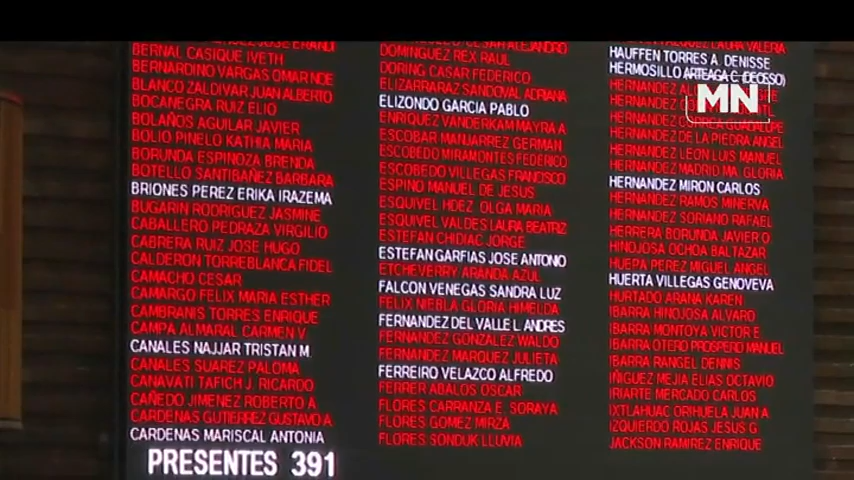 BERNAL CASIQUE IVETH
BERNARDINO VARGAS OMAR NOE
BLANCO ZALDIVAR JUAN ALBERTO
BOCANEGRA RUIZ ELIO
BOLAÑOS AGUILAR JAVIER
BOLIO PINELO KATHIA MARIA
BORUNDA ESPINOZA BRENDA
BOTELLO SANTIBAÑEZ BARBARA
BRIONES PEREZ ERIKA IRAZEMA
BUGARIN RODRIGUEZ JASMINE
CABALLERO PEDRAZA VIRGILIO
CABRERA RUIZ JOSE HUGO
CALDERON TORREBLANCA FIDEL
CAMACHO CESAR
CAMARGO FELIX MARIA ESTHER
CAMBRANIS TORRES ENRIQUE
CAMPA ALMARAL CARMEN V
CANALES NAJJAR TRISTAN M.
CANALES SUAREZ PALOMA
CANAVATI TAFICH J. RICARDO
CAÑEDO JIMENEZ ROBERTO A
CARDENAS GUTIERREZ GUSTAVO A
CARDENAS MARISCAL ANTONIA
PRESENTES 391
ALEJANDRO
DOMINGUEZ REX RAUL
DORING CASAR FEDERICO
ELIZARRARAZ SANDOVAL ADRIANA
ELIZONDO GARCIA PABLO
ENRIQUEZ VANDERKAM MAYRA A
ESCOBAR MANJARREZ GERMAN
ESCOBEDO MIRAMONTES FEDERICO
ESCOBEDO VILLEGAS FRANCISCO
ESPINO MANUEL DE JESUS
ESQUIVEL HDEZ OLGA MARIA
ESQUIVEL VALDES LAURA BEATRIZ
ESTEFAN CHIDIAC JORGE
ESTEFAN GARFIAS JOSE ANTONIO
ETCHEVERRY ARANDA AZUL
FALCON VENEGAS SANDRA LUZ
FELIX NIEBLA GLORIA HIMELDA
FERNANDEZ DEL VALLE L ANDRES
FERNANDEZ GONZALEZ WALDO
FERNANDEZ MARQUEZ JULIETA
FERREIRO VELAZCO ALFREDO
FERRER ABALOS OSCAR
FLORES CARRANZA E. SORAYA
FLORES GOMEZ MIRZA
FLORES SONDUK LLUVIA
LAURA VALERIA
HAUFFEN TORRES A. DENISSE
HERMOSILLO ARTEAGA C. (DECESO)
HERNANDEZ
HERNANDEZ
HERNANDEZ CORREA GUADALUPE
HERNANDEZ DE LA PIEDRA ANGEL
HERNANDEZ LEON LUIS MANUEL
HERNANDEZ MADRID MA. GLORIA
HERNANDEZ MIRON CARLOS
HERNANDEZ RAMOS MINERVA
HERNANDEZ SORIANO RAFAEL
HERRERA BORUNDA JAVIER O
HINOJOSA OCHOA BALTAZAR
HUEPA PEREZ MIGUEL ANGEL
HUERTA VILLEGAS GENOVEVA
HURTADO ARANA KAREN
IBARRA HINOJOSA ALVARO
IBARRA MONTOYA VICTOR E
IBARRA OTERO PROSPERO MANUEL
IBARRA RANGEL DENNIS
IÑIGUEZ MEJIA ELIAS OCTAVIO
IRIARTE MERCADO CARLOS
IXTLAHUAC ORIHUELA JUAN A
IZQUIERDO ROJAS JESUS G.
JACKSON RAMIREZ ENRIQUE
MN